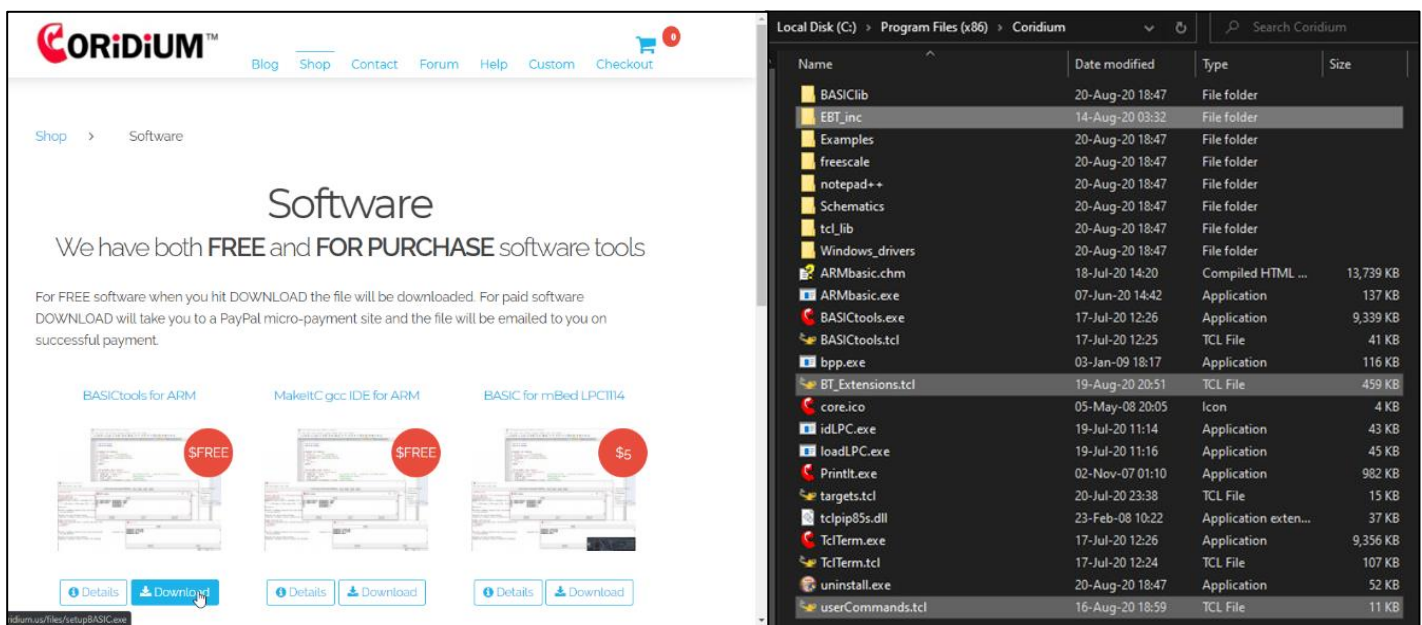 CORiDiUM™
0
Blog Shop Contact Forum Help Custom Checkout
Shop > Software
Software
We have both FREE and FOR PURCHASE software tools
For FREE software when you hit DOWNLOAD the file will be downloaded. For paid software
DOWNLOAD will take you to a PayPal micro-payment site and the file will be emailed to you on
successful payment.
BASICtools for ARM MakeItC gcc IDE for ARM BASIC for mBed LPC1114
$FREE $FREE $5
Details Download Details Download Details Download
ridium.us/files/setupBASIC.exe
Local Disk (C:) > Program Files (x86) > Coridium Search Coridium
Name Date modified Type Size
BASIClib 20-Aug-20 18:47 File folder
EBT_inc 14-Aug-20 03:32 File folder
Examples 20-Aug-20 18:47 File folder
freescale 20-Aug-20 18:47 File folder
notepad++ 20-Aug-20 18:47 File folder
Schematics 20-Aug-20 18:47 File folder
tcl_lib 20-Aug-20 18:47 File folder
Windows_drivers 20-Aug-20 18:47 File folder
ARMbasic.chm 18-Jul-20 14:20 Compiled HTML ... 13,739 KB
ARMbasic.exe 07-Jun-20 14:42 Application 137 KB
BASICtools.exe 17-Jul-20 12:26 Application 9,339 KB
BASICtools.tcl 17-Jul-20 12:25 TCL File 41 KB
bpp.exe 03-Jan-09 18:17 Application 116 KB
BT_Extensions.tcl 19-Aug-20 20:51 TCL File 459 KB
core.ico 05-May-08 20:05 Icon 4 KB
idLPC.exe 19-Jul-20 11:14 Application 43 KB
loadLPC.exe 19-Jul-20 11:16 Application 45 KB
PrintIt.exe 02-Nov-07 01:10 Application 982 KB
targets.tcl 20-Jul-20 23:38 TCL File 15 KB
tclpip85s.dll 23-Feb-08 10:22 Application exten... 37 KB
TclTerm.exe 17-Jul-20 12:26 Application 9,356 KB
TclTerm.tcl 17-Jul-20 12:24 TCL File 107 KB
uninstall.exe 20-Aug-20 18:47 Application 52 KB
userCommands.tcl 16-Aug-20 18:59 TCL File 11 KB